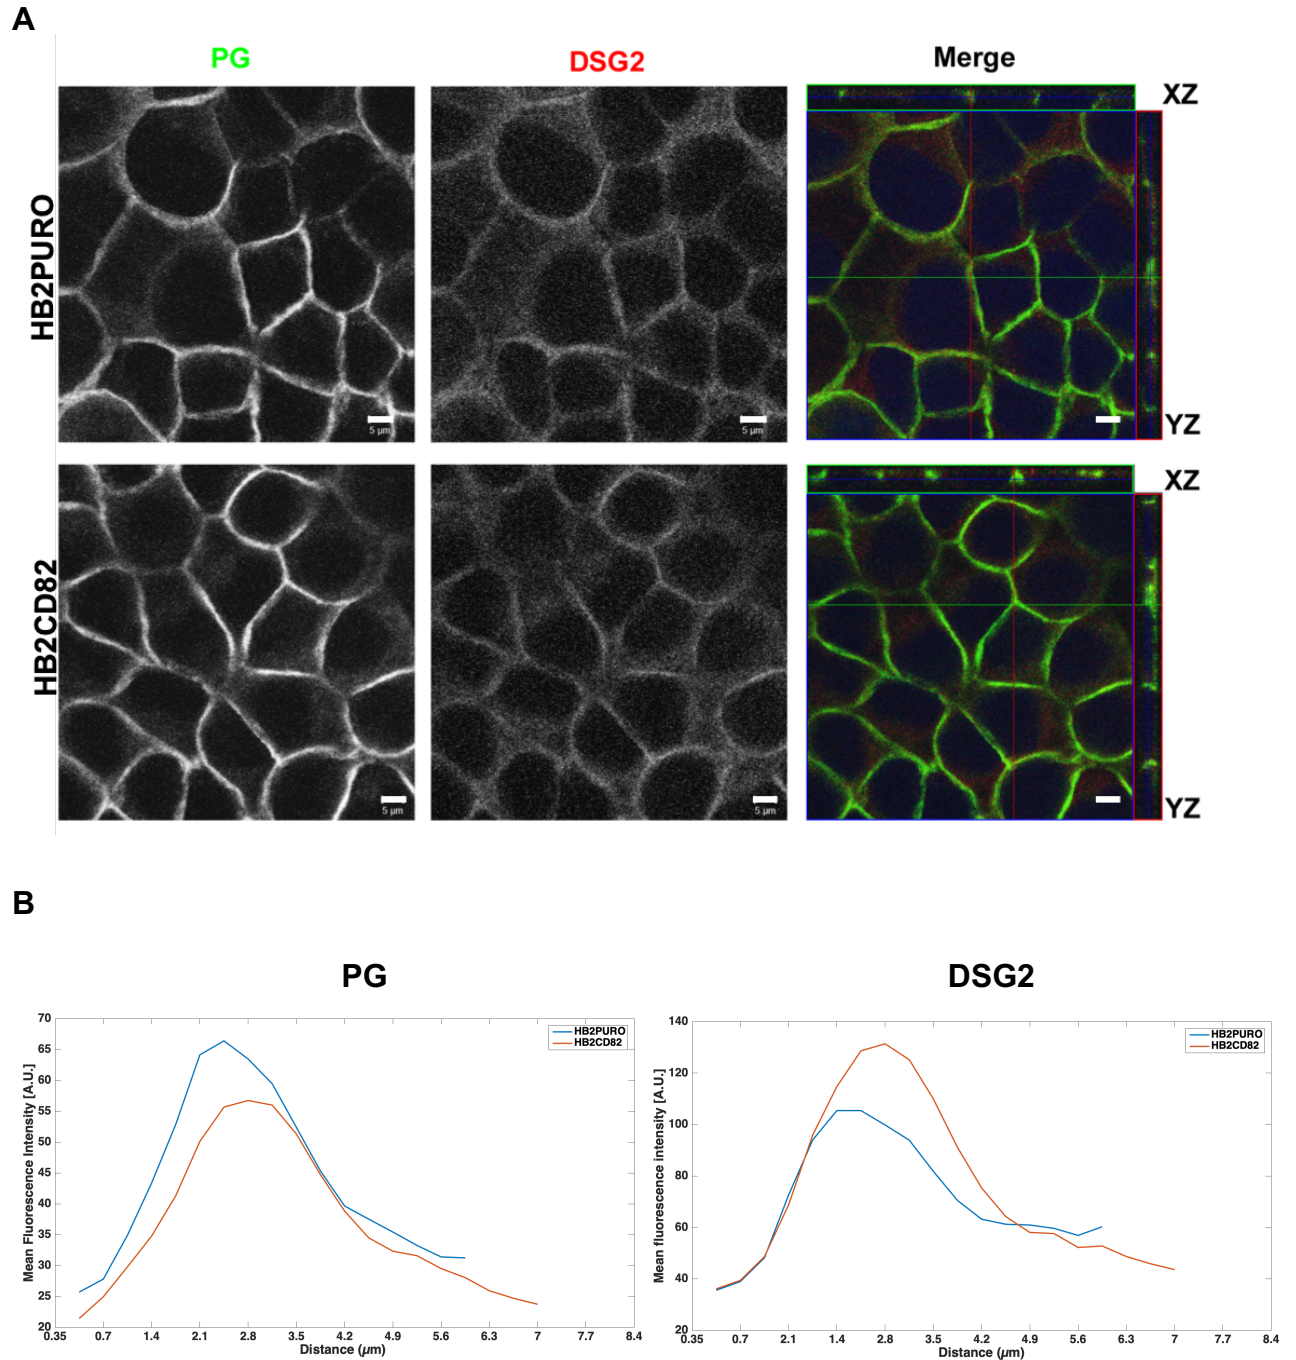 A
PG
DSG2
Merge
XZ
HB2PURO
5 µm
5 µm
YZ
XZ
HB2CD82
5 µm
5 µm
YZ
B
PG
DSG2
70
65
60
55
50
45
40
35
30
25
20
Mean Fluorescence Intensity [A.U.]
HB2PURO
HB2CD82
0.35 0.7 1.4 2.1 2.8 3.5 4.2 4.9 5.6 6.3 7 7.7 8.4
Distance (µm)
140
120
100
80
60
40
20
Mean fluorescence intensity [A.U.]
HB2PURO
HB2CD82
0.35 0.7 2.1 1.4 2.8 3.5 4.2 4.9 5.6 6.3 7 7.7 8.4
Distance (µm)